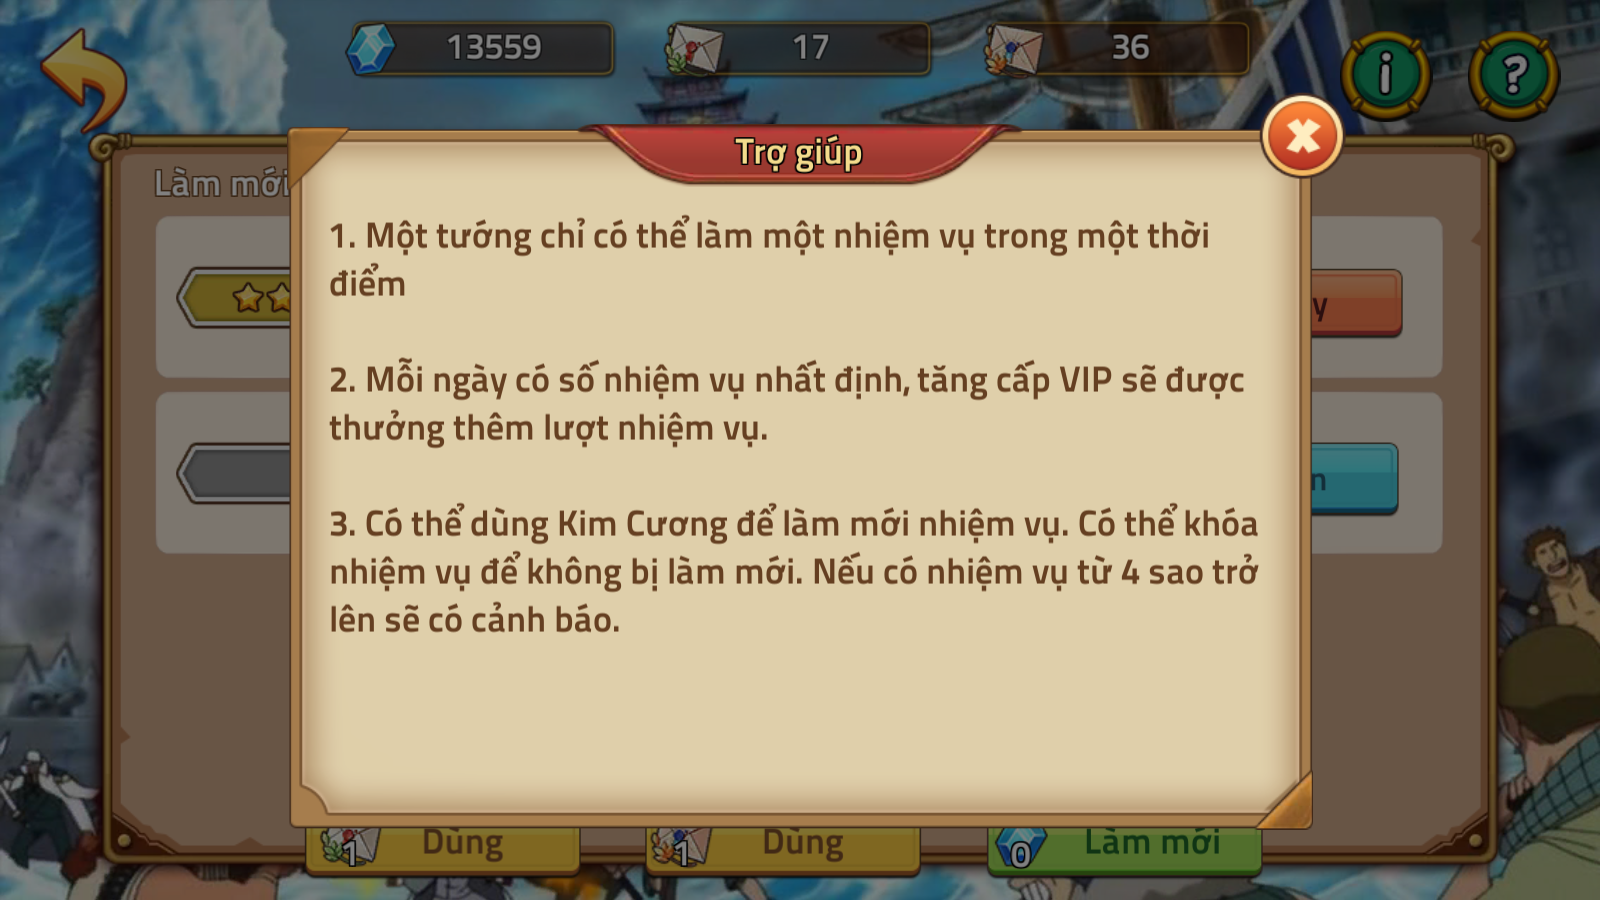 13559
17
36
Trợ giúp
Làm mới
1. Một tướng chỉ có thể làm một nhiệm vụ trong một thời
điểm
2. Mỗi ngày có số nhiệm vụ nhất định, tăng cấp VIP sẽ được
thưởng thêm lượt nhiệm vụ.
3. Có thể dùng Kim Cương để làm mới nhiệm vụ. Có thể khóa
nhiệm vụ để không bị làm mới. Nếu có nhiệm vụ từ 4 sao trở
lên sẽ có cảnh báo.
1 Dùng
1 Dùng
0 Làm mới